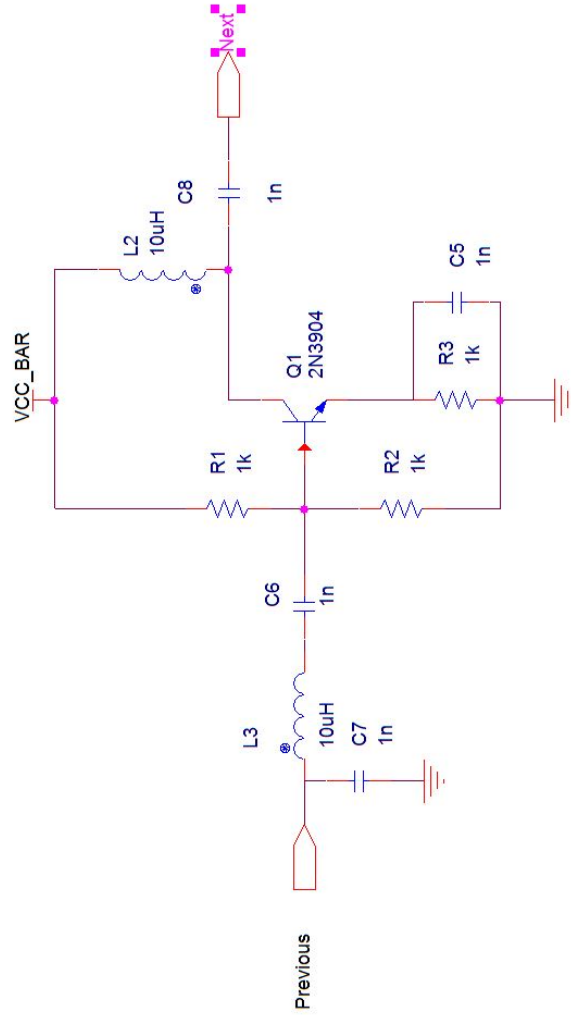 VCC_BAR
L2
10uH
C8
1n
Next
R1
1k
Q1
2N3904
C6
1n
L3
10uH
C7
1n
R2
1k
R3
1k
C5
1n
Previous